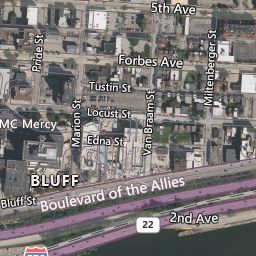 5th Ave
Pride St
Forbes Ave
Miltenberger St
Tustin St
Marion St
Locust St
Van Braam St
MC Mercy
Edna St
BLUFF
Boulevard of the Allies
Bluff St
22
2nd Ave